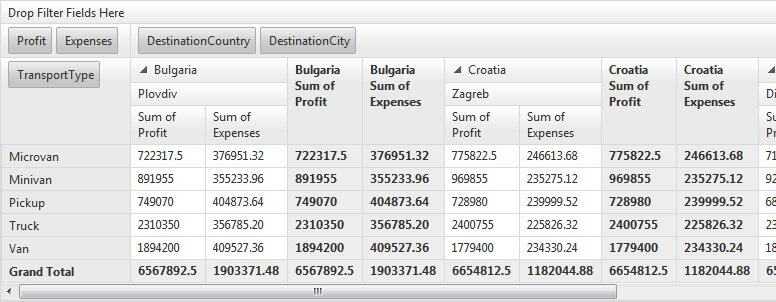 Drop Filter Fields Here
Profit Expenses DestinationCountry DestinationCity
TransportType Bulgaria Bulgaria Sum of Profit Bulgaria Sum of Expenses Croatia Croatia Sum of Profit Croatia Sum of Expenses
Plovdiv Zagreb Di
Sum of Profit Sum of Expenses Sum of Profit Sum of Expenses
Microvan 722317.5 376951.32 722317.5 376951.32 775822.5 246613.68 775822.5 246613.68 71
Minivan 891955 355233.96 891955 355233.96 969855 235275.12 969855 235275.12 92
Pickup 749070 404873.64 749070 404873.64 728980 239999.52 728980 239999.52 68
Truck 2310350 356785.20 2310350 356785.20 2400755 225826.32 2400755 225826.32
Van 1894200 409527.36 1894200 409527.36 1779400 234330.24 1779400 234330.24
Grand Total 6567892.5 1903371.48 6567892.5 1903371.48 6654812.5 1182044.88 6654812.5 1182044.88 65